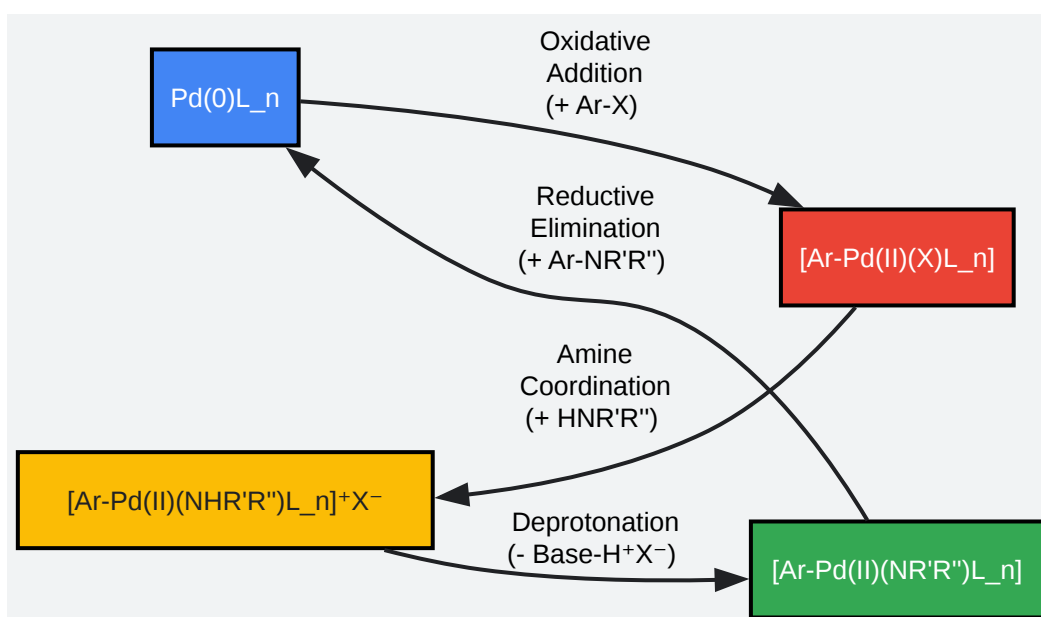 Oxidative
Addition
(+ Ar-X)
Pd(0)L_n
Reductive
Elimination
(+ Ar-NR'R")
[Ar-Pd(II)(X)L_n]
Amine
Coordination
(+ HNR'R")
[Ar-Pd(II)(NHR'R")L_n]⁺X⁻
Deprotonation
(- Base-H⁺X⁻)
[Ar-Pd(II)(NR'R")L_n]